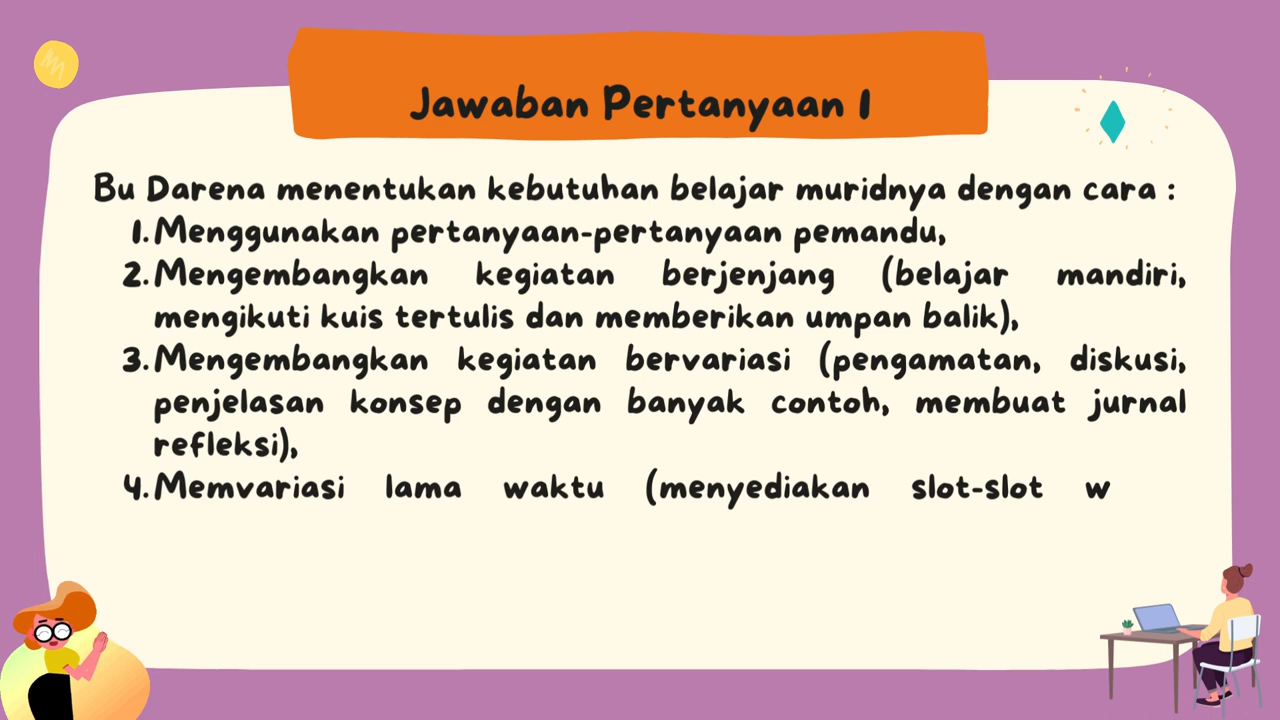 Jawaban Pertanyaan 1
Bu Darena menentukan kebutuhan belajar muridnya dengan cara :
1. Menggunakan pertanyaan-pertanyaan pemandu,
2. Mengembangkan kegiatan berjenjang (belajar mandiri,
mengikuti kuis tertulis dan memberikan umpan balik),
3. Mengembangkan kegiatan bervariasi (pengamatan, diskusi,
penjelasan konsep dengan banyak contoh, membuat jurnal
refleksi),
4. Memvariasi lama waktu (menyediakan slot-slot w